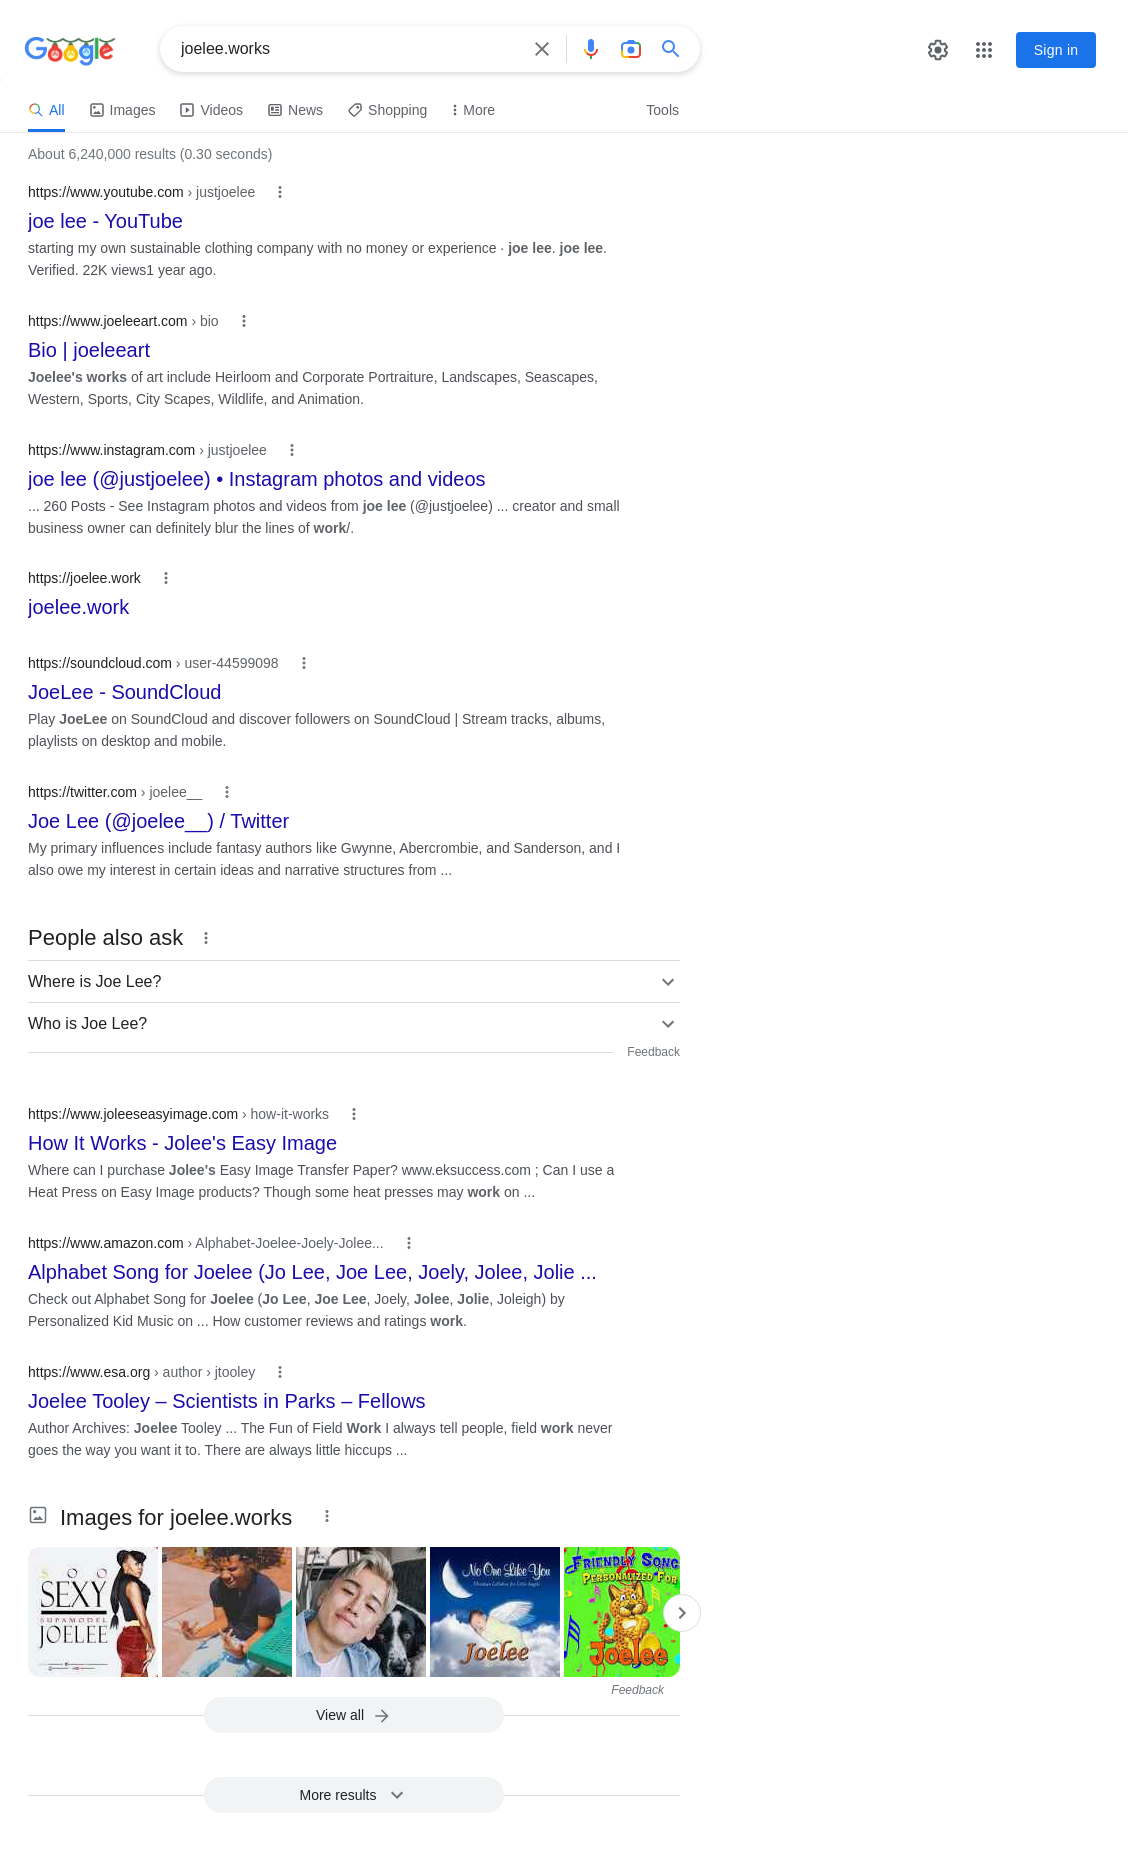 Google
joelee.works
Sign in
All
Images
Videos
News
Shopping
More
Tools
About 6,240,000 results (0.30 seconds)
https://www.youtube.com › justjoelee
joe lee - YouTube
starting my own sustainable clothing company with no money or experience · joe lee. joe lee.
Verified. 22K views1 year ago.
https://www.joeleeart.com › bio
Bio | joeleeart
Joelee's works of art include Heirloom and Corporate Portraiture, Landscapes, Seascapes,
Western, Sports, City Scapes, Wildlife, and Animation.
https://www.instagram.com › justjoelee
joe lee (@justjoelee) • Instagram photos and videos
... 260 Posts - See Instagram photos and videos from joe lee (@justjoelee) ... creator and small
business owner can definitely blur the lines of work/.
https://joelee.work
joelee.work
https://soundcloud.com › user-44599098
JoeLee - SoundCloud
Play JoeLee on SoundCloud and discover followers on SoundCloud | Stream tracks, albums,
playlists on desktop and mobile.
https://twitter.com › joelee__
Joe Lee (@joelee__) / Twitter
My primary influences include fantasy authors like Gwynne, Abercrombie, and Sanderson, and I
also owe my interest in certain ideas and narrative structures from ...
People also ask
Where is Joe Lee?
Who is Joe Lee?
Feedback
https://www.joleeseasyimage.com › how-it-works
How It Works - Jolee's Easy Image
Where can I purchase Jolee's Easy Image Transfer Paper? www.eksuccess.com ; Can I use a
Heat Press on Easy Image products? Though some heat presses may work on ...
https://www.amazon.com › Alphabet-Joelee-Joely-Jolee...
Alphabet Song for Joelee (Jo Lee, Joe Lee, Joely, Jolee, Jolie ...
Check out Alphabet Song for Joelee (Jo Lee, Joe Lee, Joely, Jolee, Jolie, Joleigh) by
Personalized Kid Music on ... How customer reviews and ratings work.
https://www.esa.org › author › jtooley
Joelee Tooley – Scientists in Parks – Fellows
Author Archives: Joelee Tooley ... The Fun of Field Work I always tell people, field work never
goes the way you want it to. There are always little hiccups ...
Images for joelee.works
SOO
SEXY
SUPAMODEL
JOELEE
No One Like You
Christian Lullabies for Little Angels
Joelee
FRIENDLY SONG
PERSONALIZED FOR
Joelee
Feedback
View all
More results